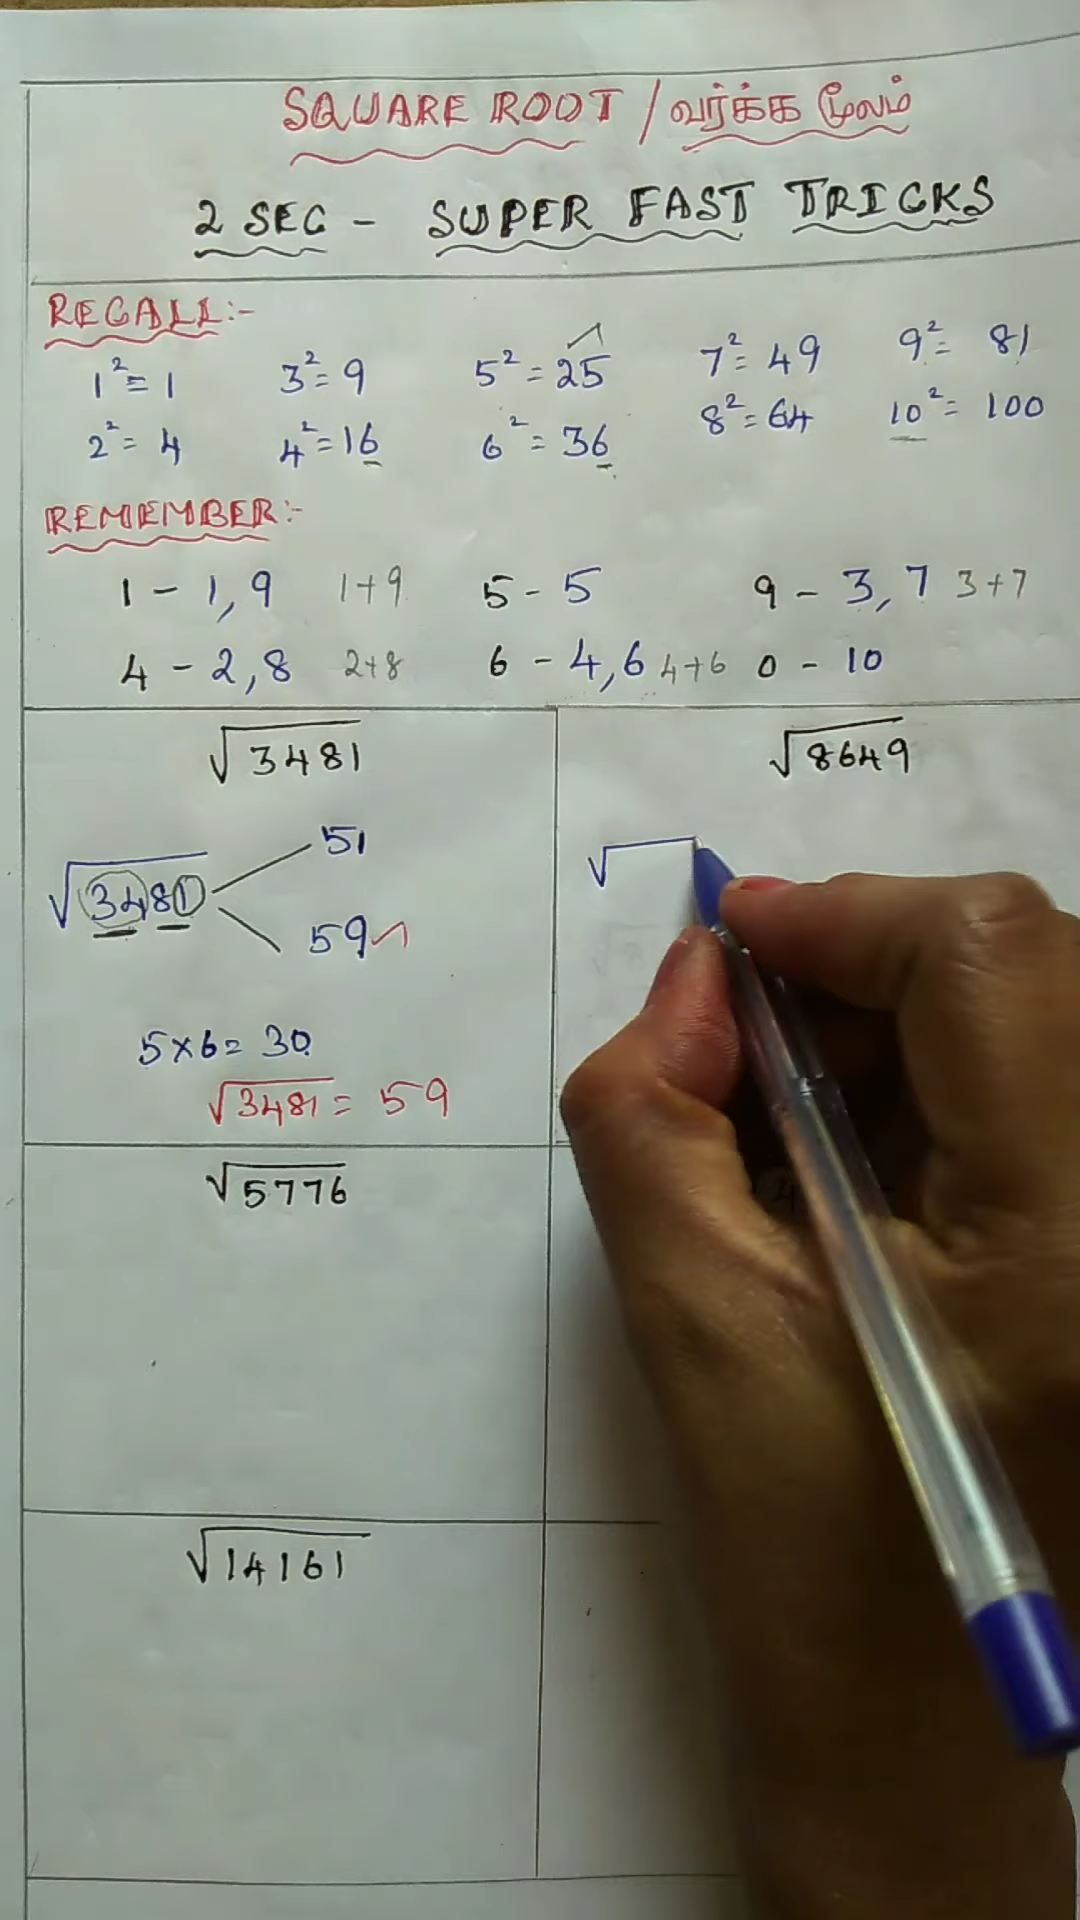 SQUARE ROOT / வர்க்க மூலம்
2 SEC - SUPER FAST TRICKS
RECALL:-
1² = 1 3² = 9 5² = 25 7² = 49 9² = 81
2² = 4 4² = 16 6² = 36 8² = 64 10² = 100
REMEMBER:-
1 - 1, 9 1+9 5 - 5 9 - 3, 7 3+7
4 - 2, 8 2+8 6 - 4, 6 4+6 0 - 10
√3481
√3481
51
59
5×6= 30
√3481 = 59
√8649
√
√5776
√14161